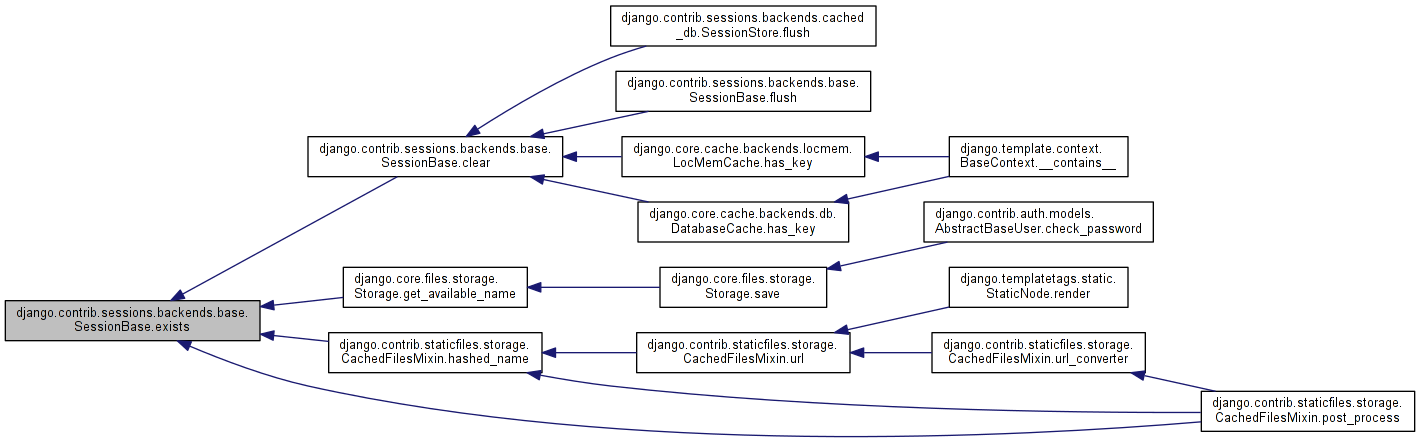 django.contrib.sessions.backends.cached
_db.SessionStore.flush
django.contrib.sessions.backends.base.
SessionBase.flush
django.contrib.sessions.backends.base.
SessionBase.clear
django.core.cache.backends.locmem.
LocMemCache.has_key
django.template.context.
BaseContext.__contains__
django.core.cache.backends.db.
DatabaseCache.has_key
django.contrib.auth.models.
AbstractBaseUser.check_password
django.core.files.storage.
Storage.get_available_name
django.core.files.storage.
Storage.save
django.templatetags.static.
StaticNode.render
django.contrib.sessions.backends.base.
SessionBase.exists
django.contrib.staticfiles.storage.
CachedFilesMixin.hashed_name
django.contrib.staticfiles.storage.
CachedFilesMixin.url
django.contrib.staticfiles.storage.
CachedFilesMixin.url_converter
django.contrib.staticfiles.storage.
CachedFilesMixin.post_process